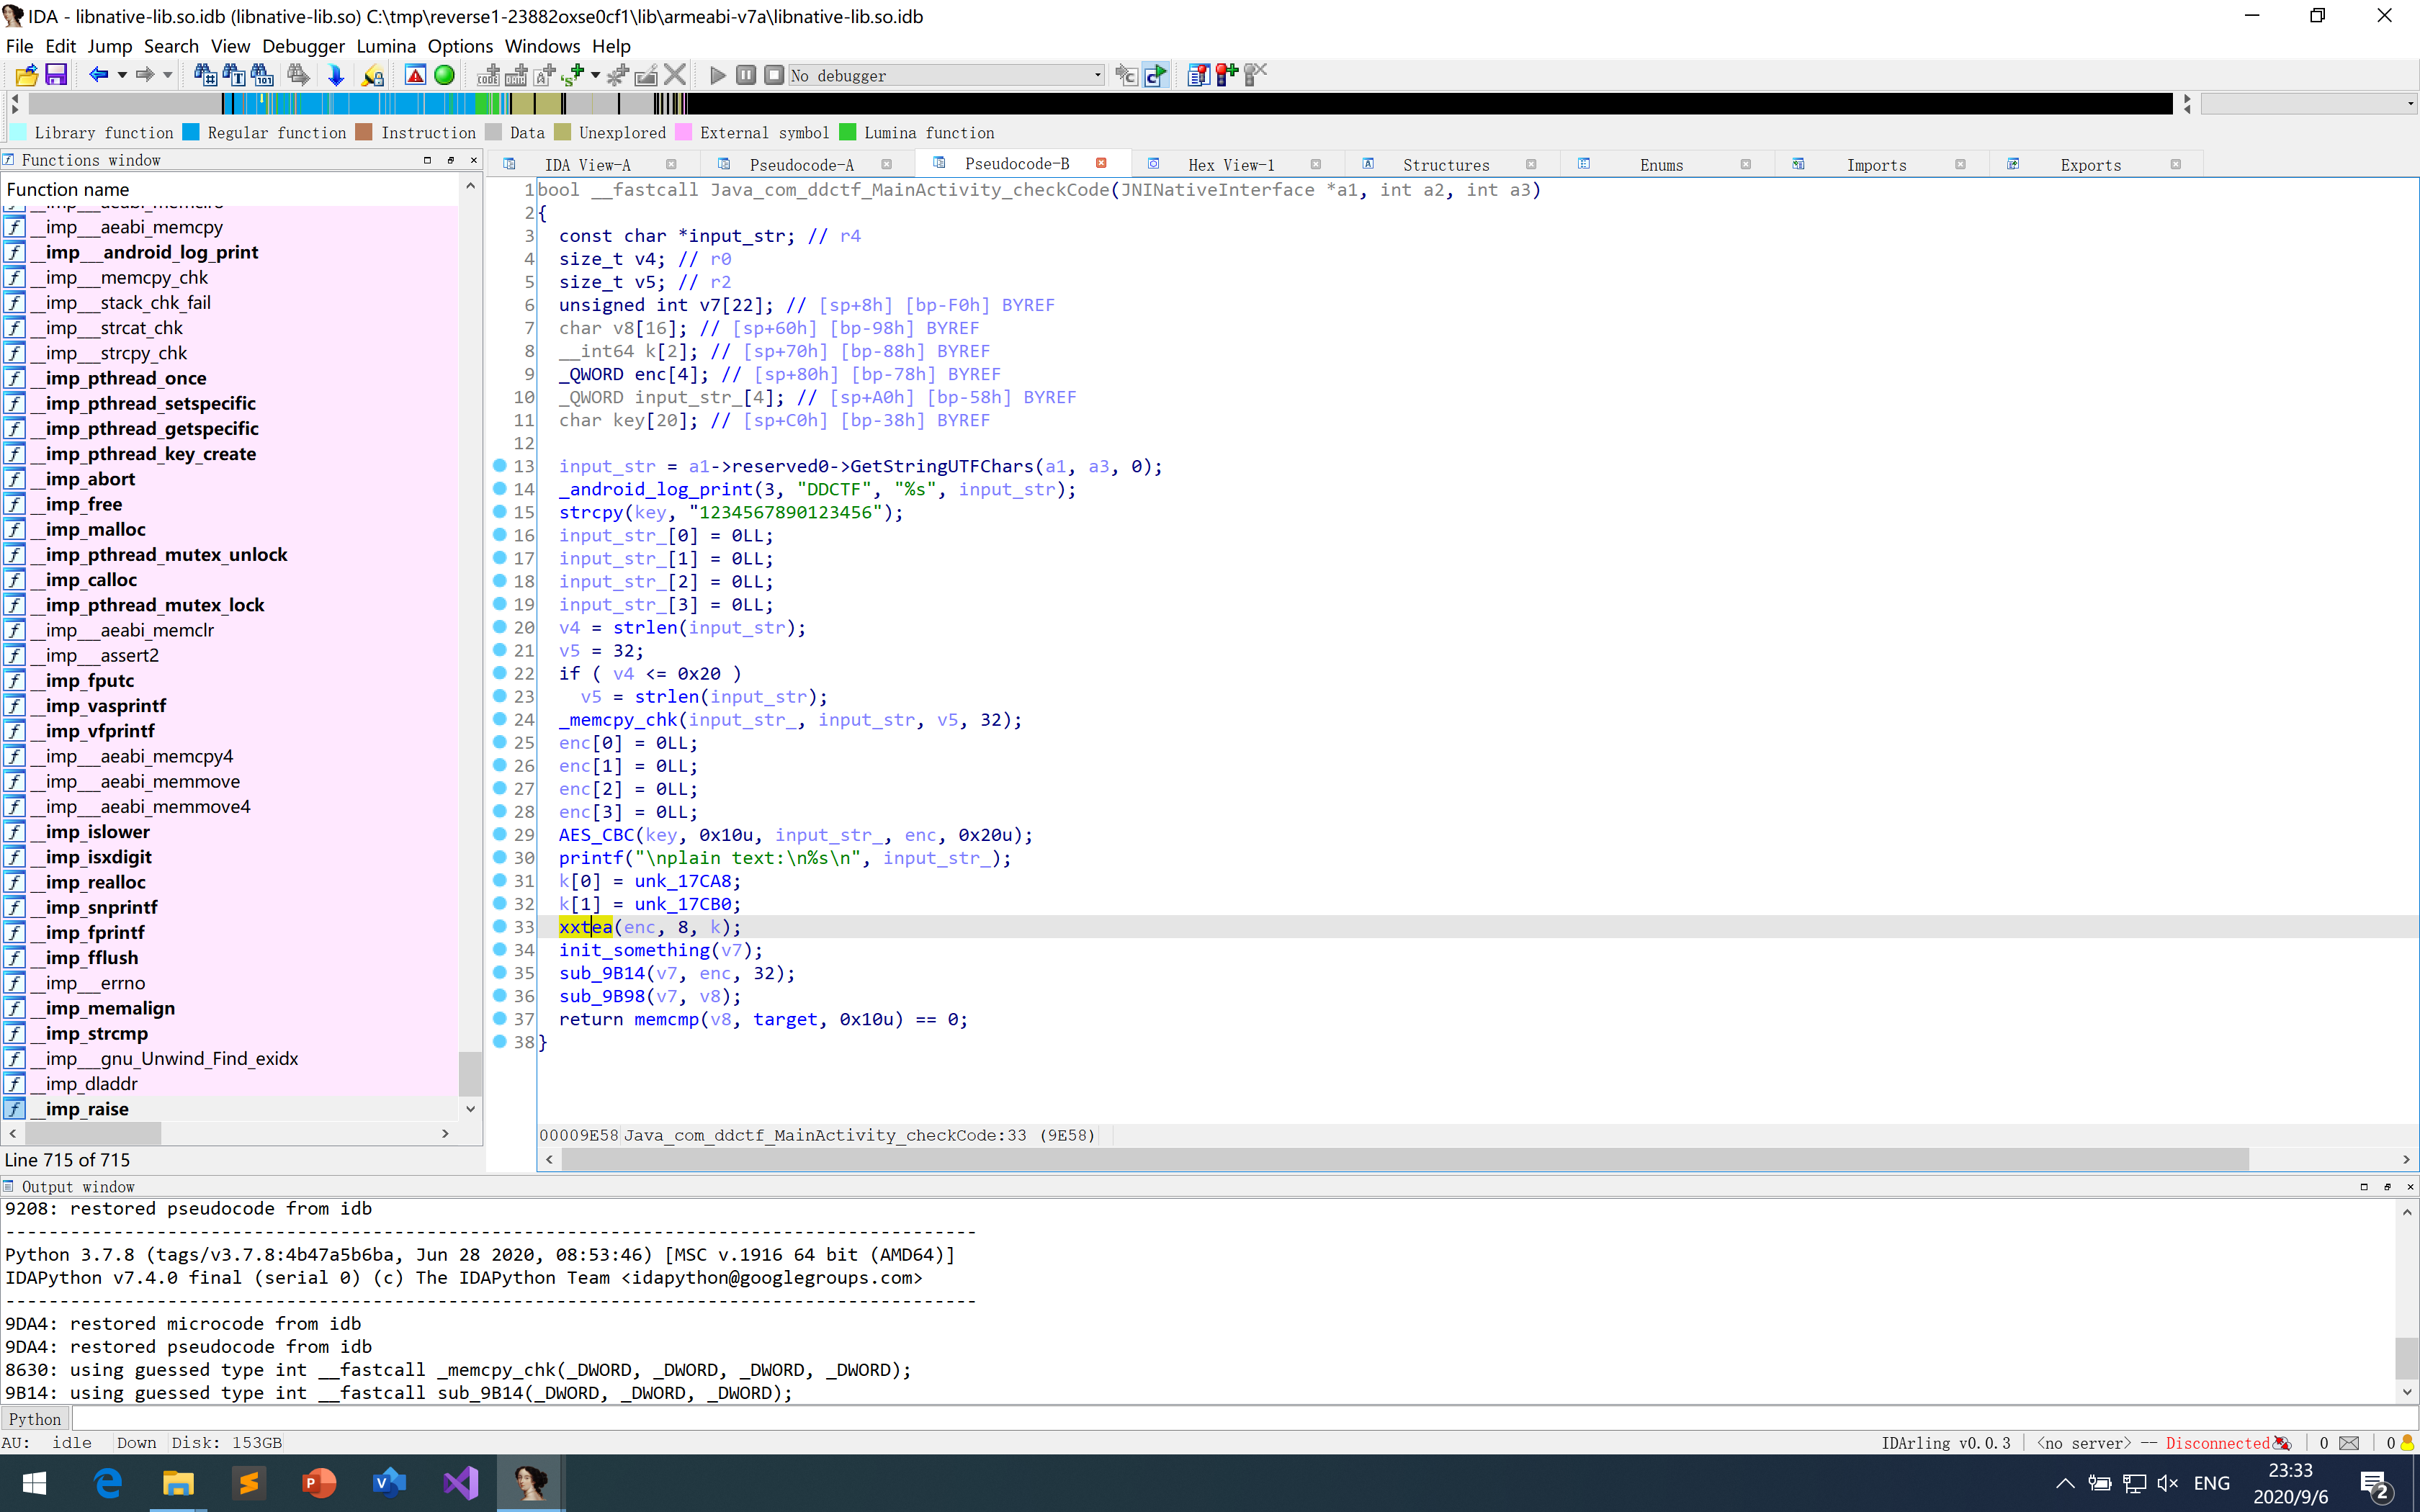 IDA - libnative-lib.so.idb (libnative-lib.so) C:\tmp\reverse1-23882oxse0cf1\lib\armeabi-v7a\libnative-lib.so.idb
File Edit Jump Search View Debugger Lumina Options Windows Help
No debugger
Library function Regular function Instruction Data Unexplored External symbol Lumina function
Functions window
IDA View-A Pseudocode-A Pseudocode-B Hex View-1 Structures Enums Imports Exports
Function name
__imp___aeabi_memclr8
__imp___aeabi_memcpy
__imp___android_log_print
__imp___memcpy_chk
__imp___stack_chk_fail
__imp___strcat_chk
__imp___strcpy_chk
__imp_pthread_once
__imp_pthread_setspecific
__imp_pthread_getspecific
__imp_pthread_key_create
__imp_abort
__imp_free
__imp_malloc
__imp_pthread_mutex_unlock
__imp_calloc
__imp_pthread_mutex_lock
__imp___aeabi_memclr
__imp___assert2
__imp_fputc
__imp_vasprintf
__imp_vfprintf
__imp___aeabi_memcpy4
__imp___aeabi_memmove
__imp___aeabi_memmove4
__imp_islower
__imp_isxdigit
__imp_realloc
__imp_snprintf
__imp_fprintf
__imp_fflush
__imp___errno
__imp_memalign
__imp_strcmp
__imp___gnu_Unwind_Find_exidx
__imp_dladdr
__imp_raise
Line 715 of 715
1 bool __fastcall Java_com_ddctf_MainActivity_checkCode(JNINativeInterface *a1, int a2, int a3)
2 {
3 const char *input_str; // r4
4 size_t v4; // r0
5 size_t v5; // r2
6 unsigned int v7[22]; // [sp+8h] [bp-F0h] BYREF
7 char v8[16]; // [sp+60h] [bp-98h] BYREF
8 __int64 k[2]; // [sp+70h] [bp-88h] BYREF
9 _QWORD enc[4]; // [sp+80h] [bp-78h] BYREF
10 _QWORD input_str_[4]; // [sp+A0h] [bp-58h] BYREF
11 char key[20]; // [sp+C0h] [bp-38h] BYREF
12
13 input_str = a1->reserved0->GetStringUTFChars(a1, a3, 0);
14 _android_log_print(3, "DDCTF", "%s", input_str);
15 strcpy(key, "1234567890123456");
16 input_str_[0] = 0LL;
17 input_str_[1] = 0LL;
18 input_str_[2] = 0LL;
19 input_str_[3] = 0LL;
20 v4 = strlen(input_str);
21 v5 = 32;
22 if ( v4 <= 0x20 )
23 v5 = strlen(input_str);
24 _memcpy_chk(input_str_, input_str, v5, 32);
25 enc[0] = 0LL;
26 enc[1] = 0LL;
27 enc[2] = 0LL;
28 enc[3] = 0LL;
29 AES_CBC(key, 0x10u, input_str_, enc, 0x20u);
30 printf("\nplain text:\n%s\n", input_str_);
31 k[0] = unk_17CA8;
32 k[1] = unk_17CB0;
33 xxtea(enc, 8, k);
34 init_something(v7);
35 sub_9B14(v7, enc, 32);
36 sub_9B98(v7, v8);
37 return memcmp(v8, target, 0x10u) == 0;
38 }
00009E58 Java_com_ddctf_MainActivity_checkCode:33 (9E58)
Output window
9208: restored pseudocode from idb
------------------------------------------------------------------------------------------
Python 3.7.8 (tags/v3.7.8:4b47a5b6ba, Jun 28 2020, 08:53:46) [MSC v.1916 64 bit (AMD64)]
IDAPython v7.4.0 final (serial 0) (c) The IDAPython Team <idapython@googlegroups.com>
------------------------------------------------------------------------------------------
9DA4: restored microcode from idb
9DA4: restored pseudocode from idb
8630: using guessed type int __fastcall _memcpy_chk(_DWORD, _DWORD, _DWORD, _DWORD);
9B14: using guessed type int __fastcall sub_9B14(_DWORD, _DWORD, _DWORD);
Python
AU: idle Down Disk: 153GB
IDArling v0.0.3 <no server> -- Disconnected 0 0
ENG
23:33
2020/9/6
2